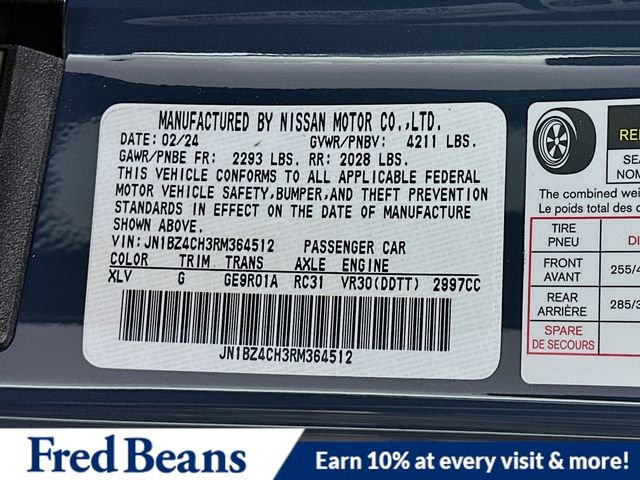 MANUFACTURED BY NISSAN MOTOR CO.,LTD.
DATE: 02/24 GVWR/PNBV: 4211 LBS.
GAWR/PNBE FR: 2293 LBS. RR: 2028 LBS.
THIS VEHICLE CONFORMS TO ALL APPLICABLE FEDERAL
MOTOR VEHICLE SAFETY,BUMPER,AND THEFT PREVENTION
STANDARDS IN EFFECT ON THE DATE OF MANUFACTURE
SHOWN ABOVE.
VIN: JN1BZ4CH3RM364512 PASSENGER CAR
COLOR TRIM TRANS AXLE ENGINE
XLV G GE9R01A RC31 VR30(DDTT) 2997CC
JN1BZ4CH3RM364512
The combined
Le poids total des
TIRE
PNEU
FRONT
AVANT
255/4
REAR
ARRIÈRE
285/3
SPARE
DE SECOURS
Fred Beans
Earn 10% at every visit & more!